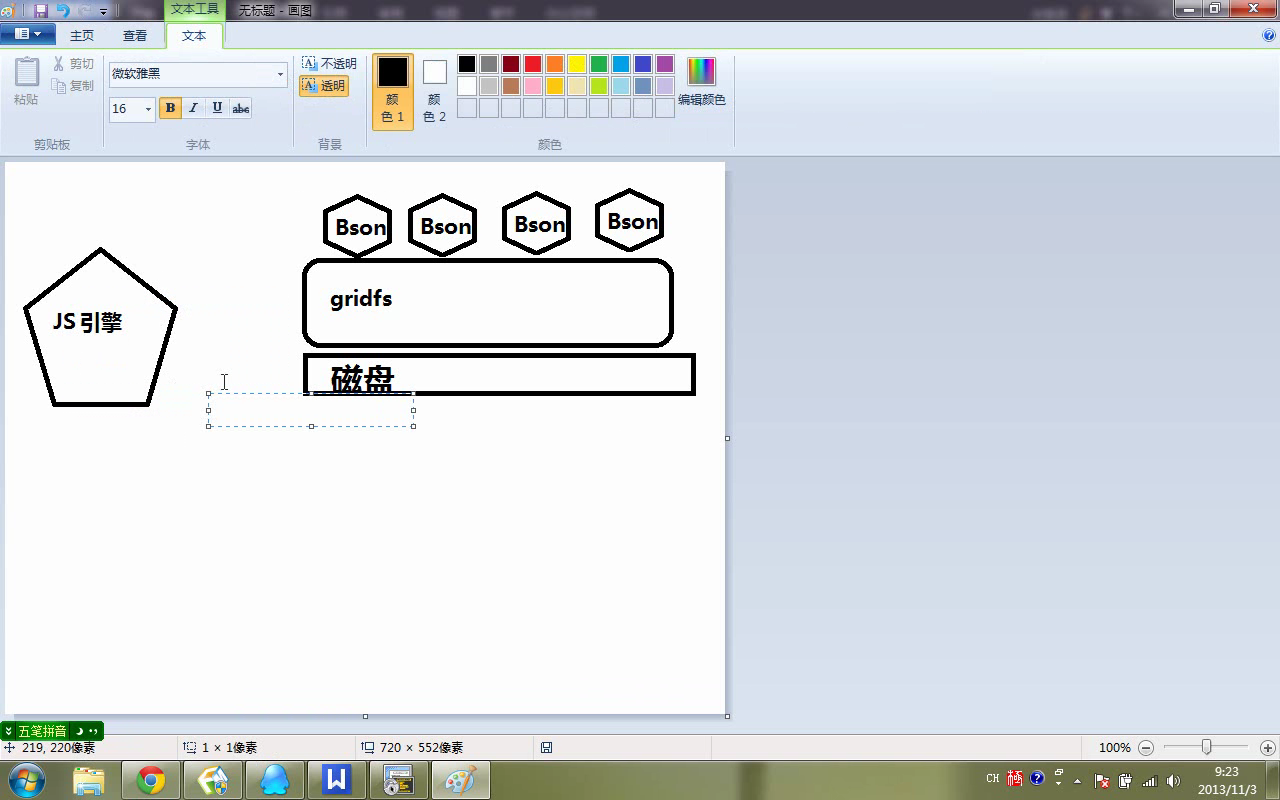 文本工具
无标题 - 画图
主页
查看
文本
粘贴
剪切
复制
剪贴板
微软雅黑
16
B
I
U
abc
字体
不透明
透明
背景
颜
色 1
颜
色 2
编辑颜色
颜色
Bson
Bson
Bson
Bson
gridfs
JS 引擎
磁盘
五笔拼音
219, 220像素
1 × 1像素
720 × 552像素
100%
W
CH
9:23
2013/11/3